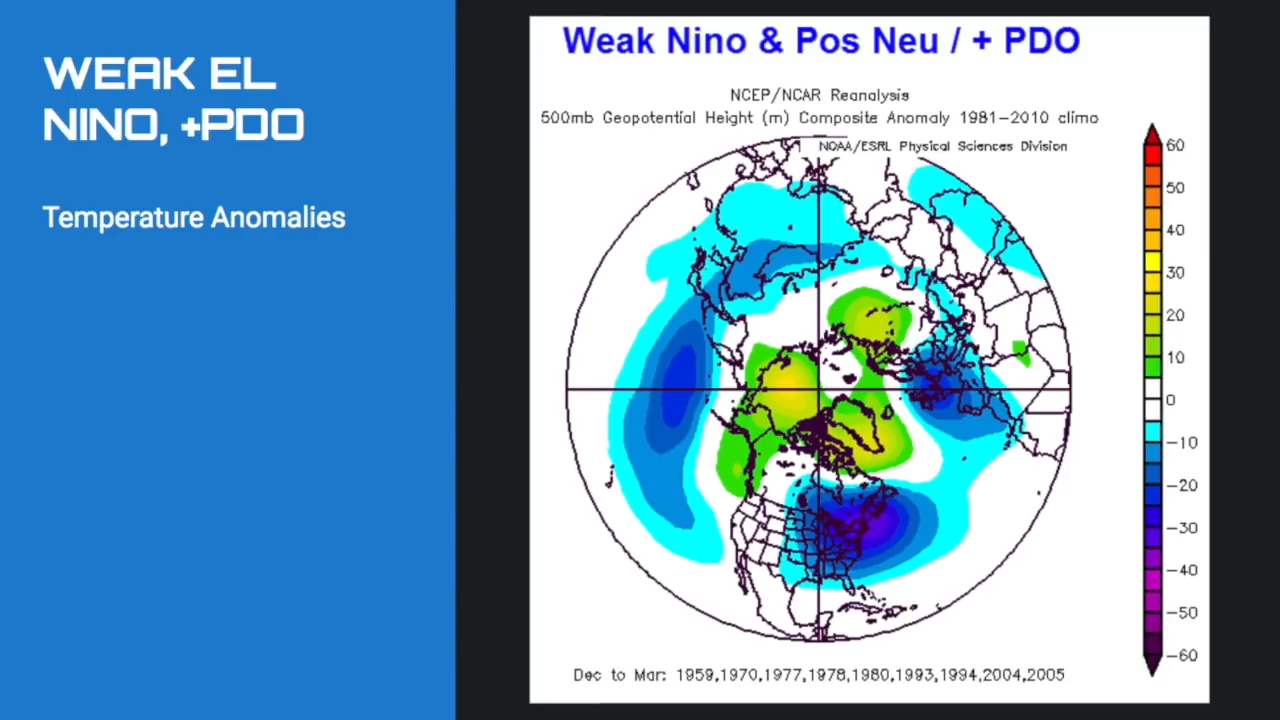 WEAK EL
NINO, +PDO
Temperature Anomalies
Weak Nino & Pos Neu / + PDO
NCEP/NCAR Reanalysis
500mb Geopotential Height (m) Composite Anomaly 1981-2010 climo
NOAA/ESRL Physical Sciences Division
60
50
40
30
20
10
0
-10
-20
-30
-40
-50
-60
Dec to Mar: 1959,1970,1977,1978,1980,1993,1994,2004,2005